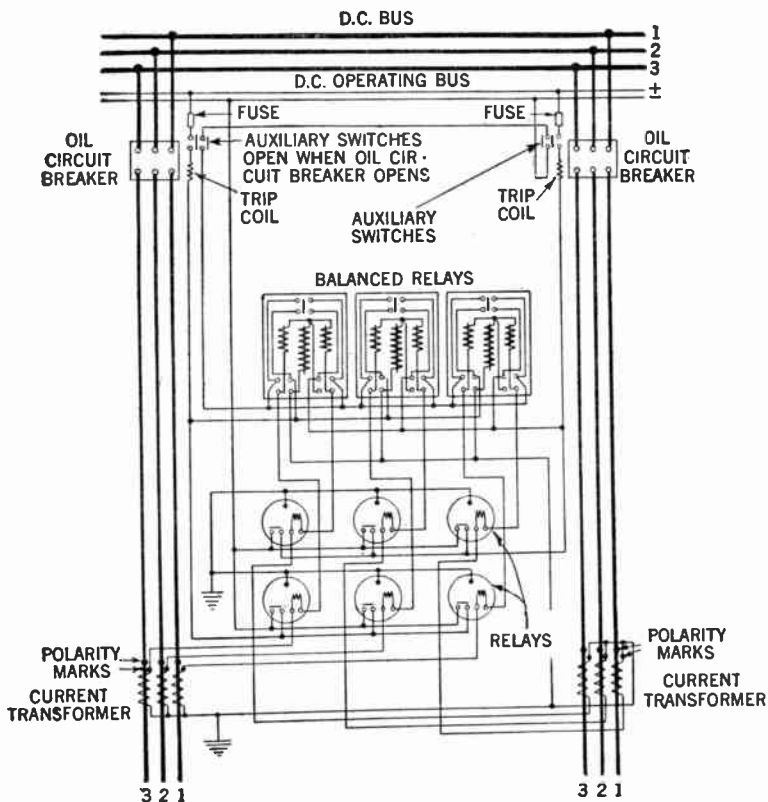 D.C. BUS
1
2
3
D.C. OPERATING BUS
±
FUSE
FUSE
OIL
CIRCUIT
BREAKER
AUXILIARY SWITCHES
OPEN WHEN OIL CIR-
CUIT BREAKER OPENS
OIL
CIRCUIT
BREAKER
TRIP
COIL
AUXILIARY
SWITCHES
TRIP
COIL
BALANCED RELAYS
RELAYS
POLARITY
MARKS
CURRENT
TRANSFORMER
POLARITY
MARKS
CURRENT
TRANSFORMER
3 2 1
3 2 1